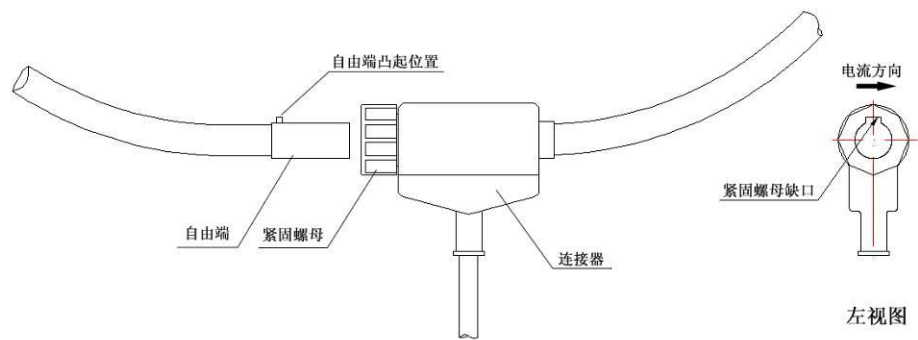 自由端凸起位置
电流方向
紧固螺母缺口
自由端
紧固螺母
连接器
左视图